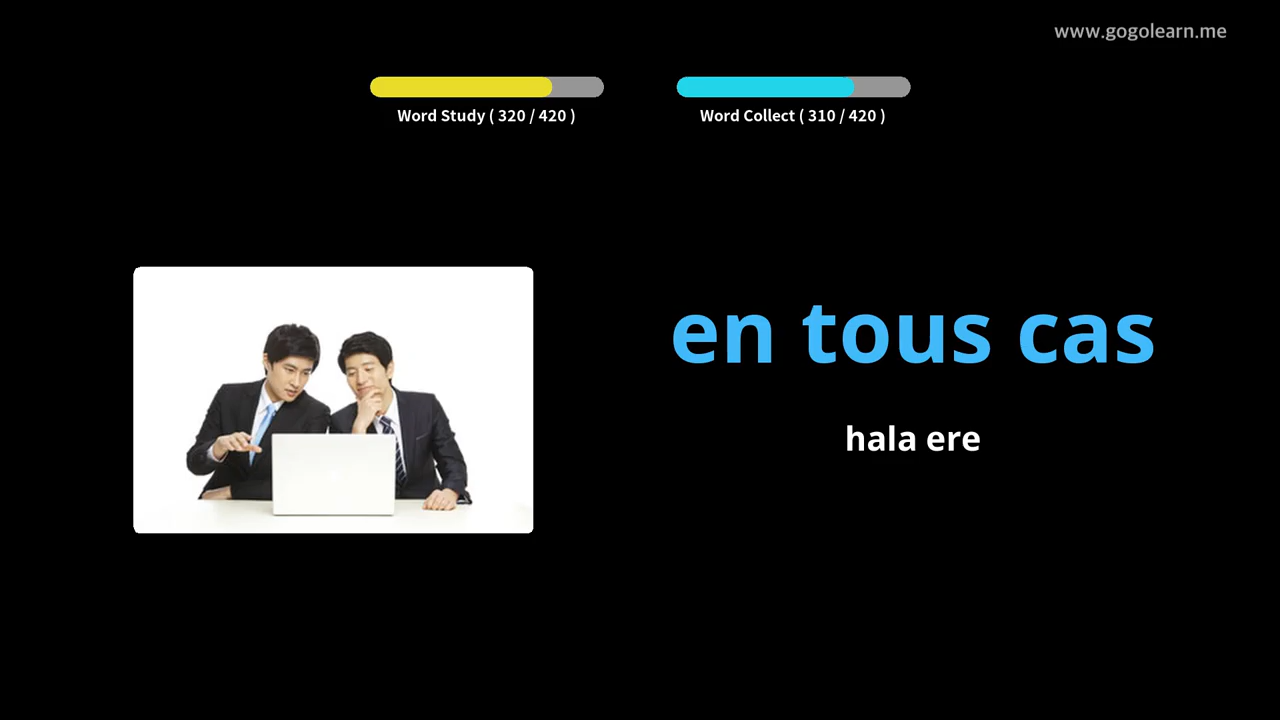 www.gogolearn.me
Word Study ( 320 / 420 )
Word Collect ( 310 / 420 )
en tous cas
hala ere